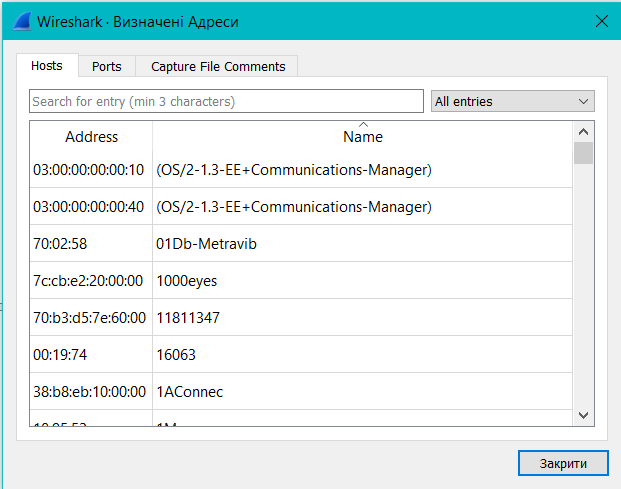 Wireshark · Визначені Адреси
Hosts Ports Capture File Comments
Search for entry (min 3 characters) All entries
Address Name
03:00:00:00:00:10 (OS/2-1.3-EE+Communications-Manager)
03:00:00:00:00:40 (OS/2-1.3-EE+Communications-Manager)
70:02:58 01Db-Metravib
7c:cb:e2:20:00:00 1000eyes
70:b3:d5:7e:60:00 11811347
00:19:74 16063
38:b8:eb:10:00:00 1AConnec
Закрити